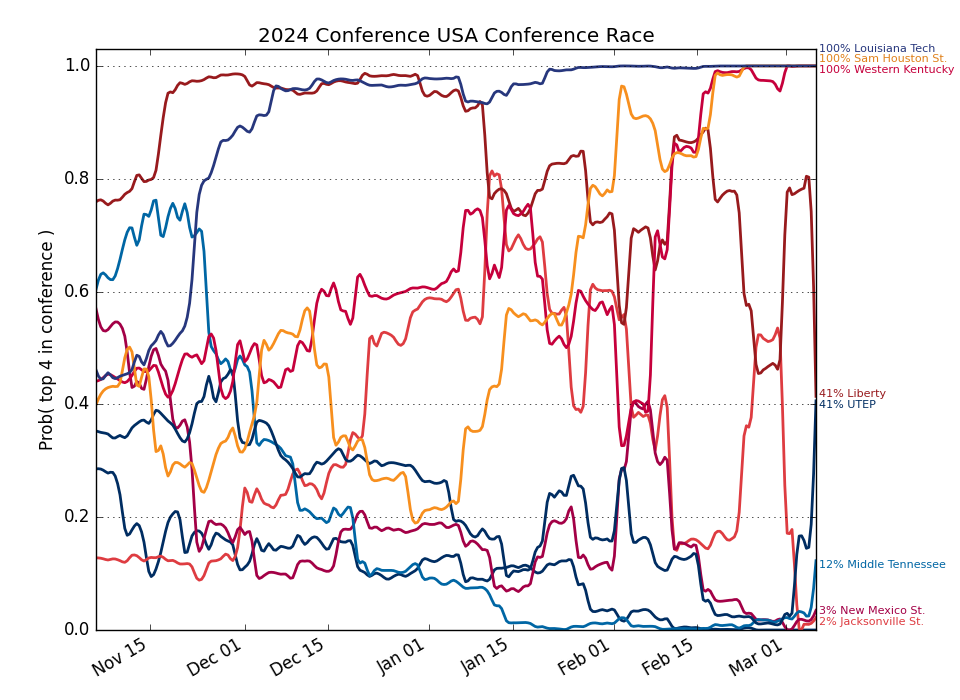 2024 Conference USA Conference Race
Prob( top 4 in conference )
1.0
0.8
0.6
0.4
0.2
0.0
Nov 15
Dec 01
Dec 15
Jan 01
Jan 15
Feb 01
Feb 15
Mar 01
100% Louisiana Tech
100% Sam Houston St.
100% Western Kentucky
41% Liberty
41% UTEP
12% Middle Tennessee
3% New Mexico St.
2% Jacksonville St.